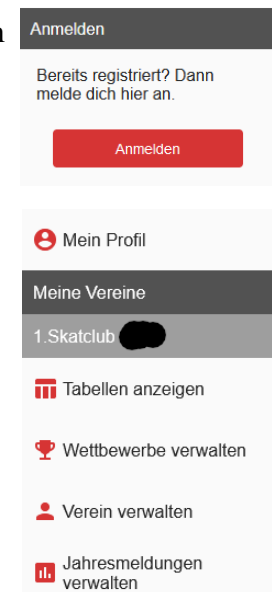 n
Anmelden
Bereits registriert? Dann
melde dich hier an.
Anmelden
Mein Profil
Meine Vereine
1.Skatclub
Tabellen anzeigen
Wettbewerbe verwalten
Verein verwalten
Jahresmeldungen
verwalten